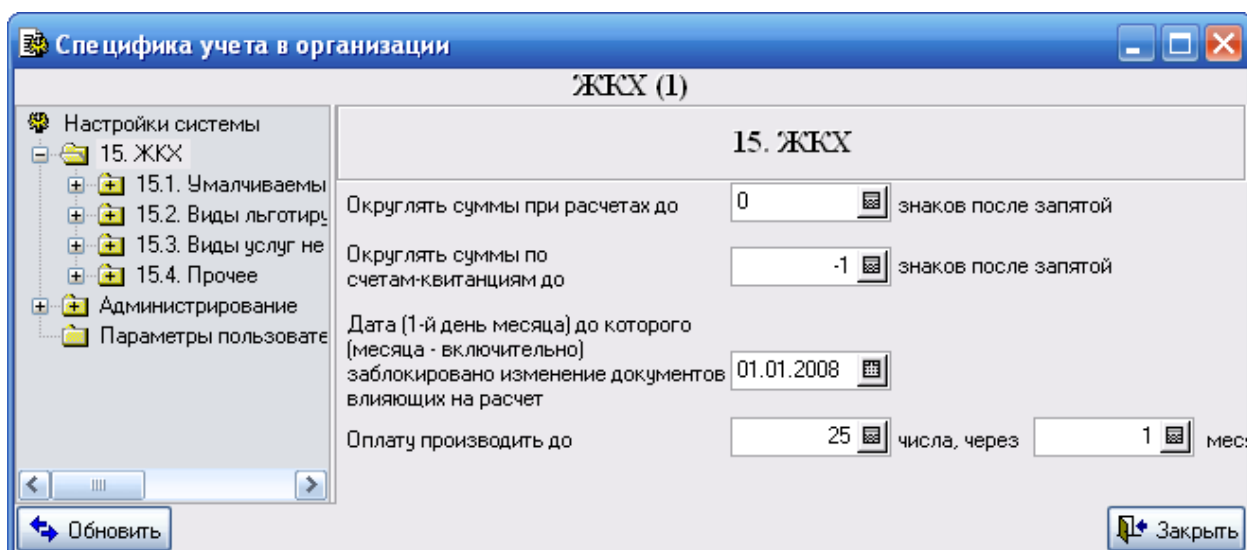 Специфика учета в организации
ЖКХ (1)
Настройки системы
15. ЖКХ
15.1. Умалчиваемы
15.2. Виды льготиру
15.3. Виды услуг не
15.4. Прочее
Администрирование
Параметры пользовате
15. ЖКХ
Округлять суммы при расчетах до 0 знаков после запятой
Округлять суммы по
счетам-квитанциям до -1 знаков после запятой
Дата (1-й день месяца) до которого
(месяца - включительно)
заблокировано изменение документов 01.01.2008
влияющих на расчет
Оплату производить до 25 числа, через 1 меся
Обновить
Закрыть